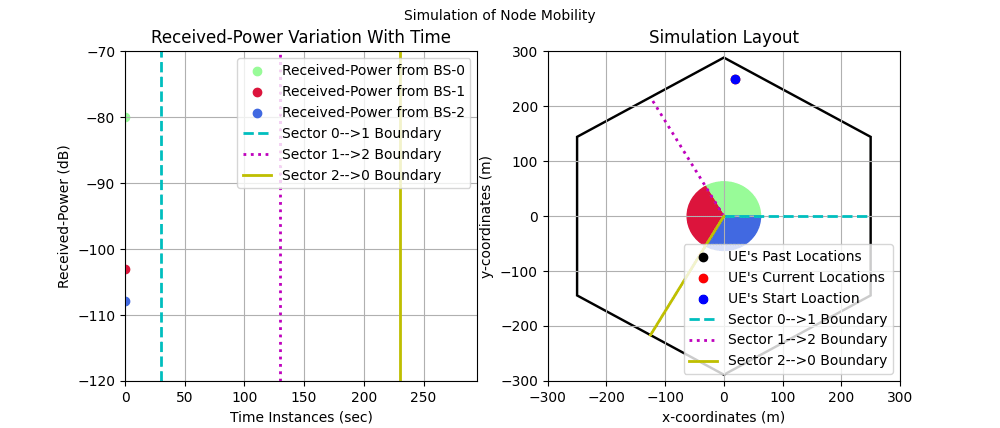 Simulation of Node Mobility
Received-Power Variation With Time
Received-Power (dB)
−70
−80
−90
−100
−110
−120
Received-Power from BS-0
Received-Power from BS-1
Received-Power from BS-2
Sector 0-->1 Boundary
Sector 1-->2 Boundary
Sector 2-->0 Boundary
0 50 100 150 200 250
Time Instances (sec)
Simulation Layout
y-coordinates (m)
300
200
100
0
−100
−200
−300
UE's Past Locations
UE's Current Locations
UE's Start Loaction
Sector 0-->1 Boundary
Sector 1-->2 Boundary
Sector 2-->0 Boundary
−300 −200 −100 0 100 200 300
x-coordinates (m)